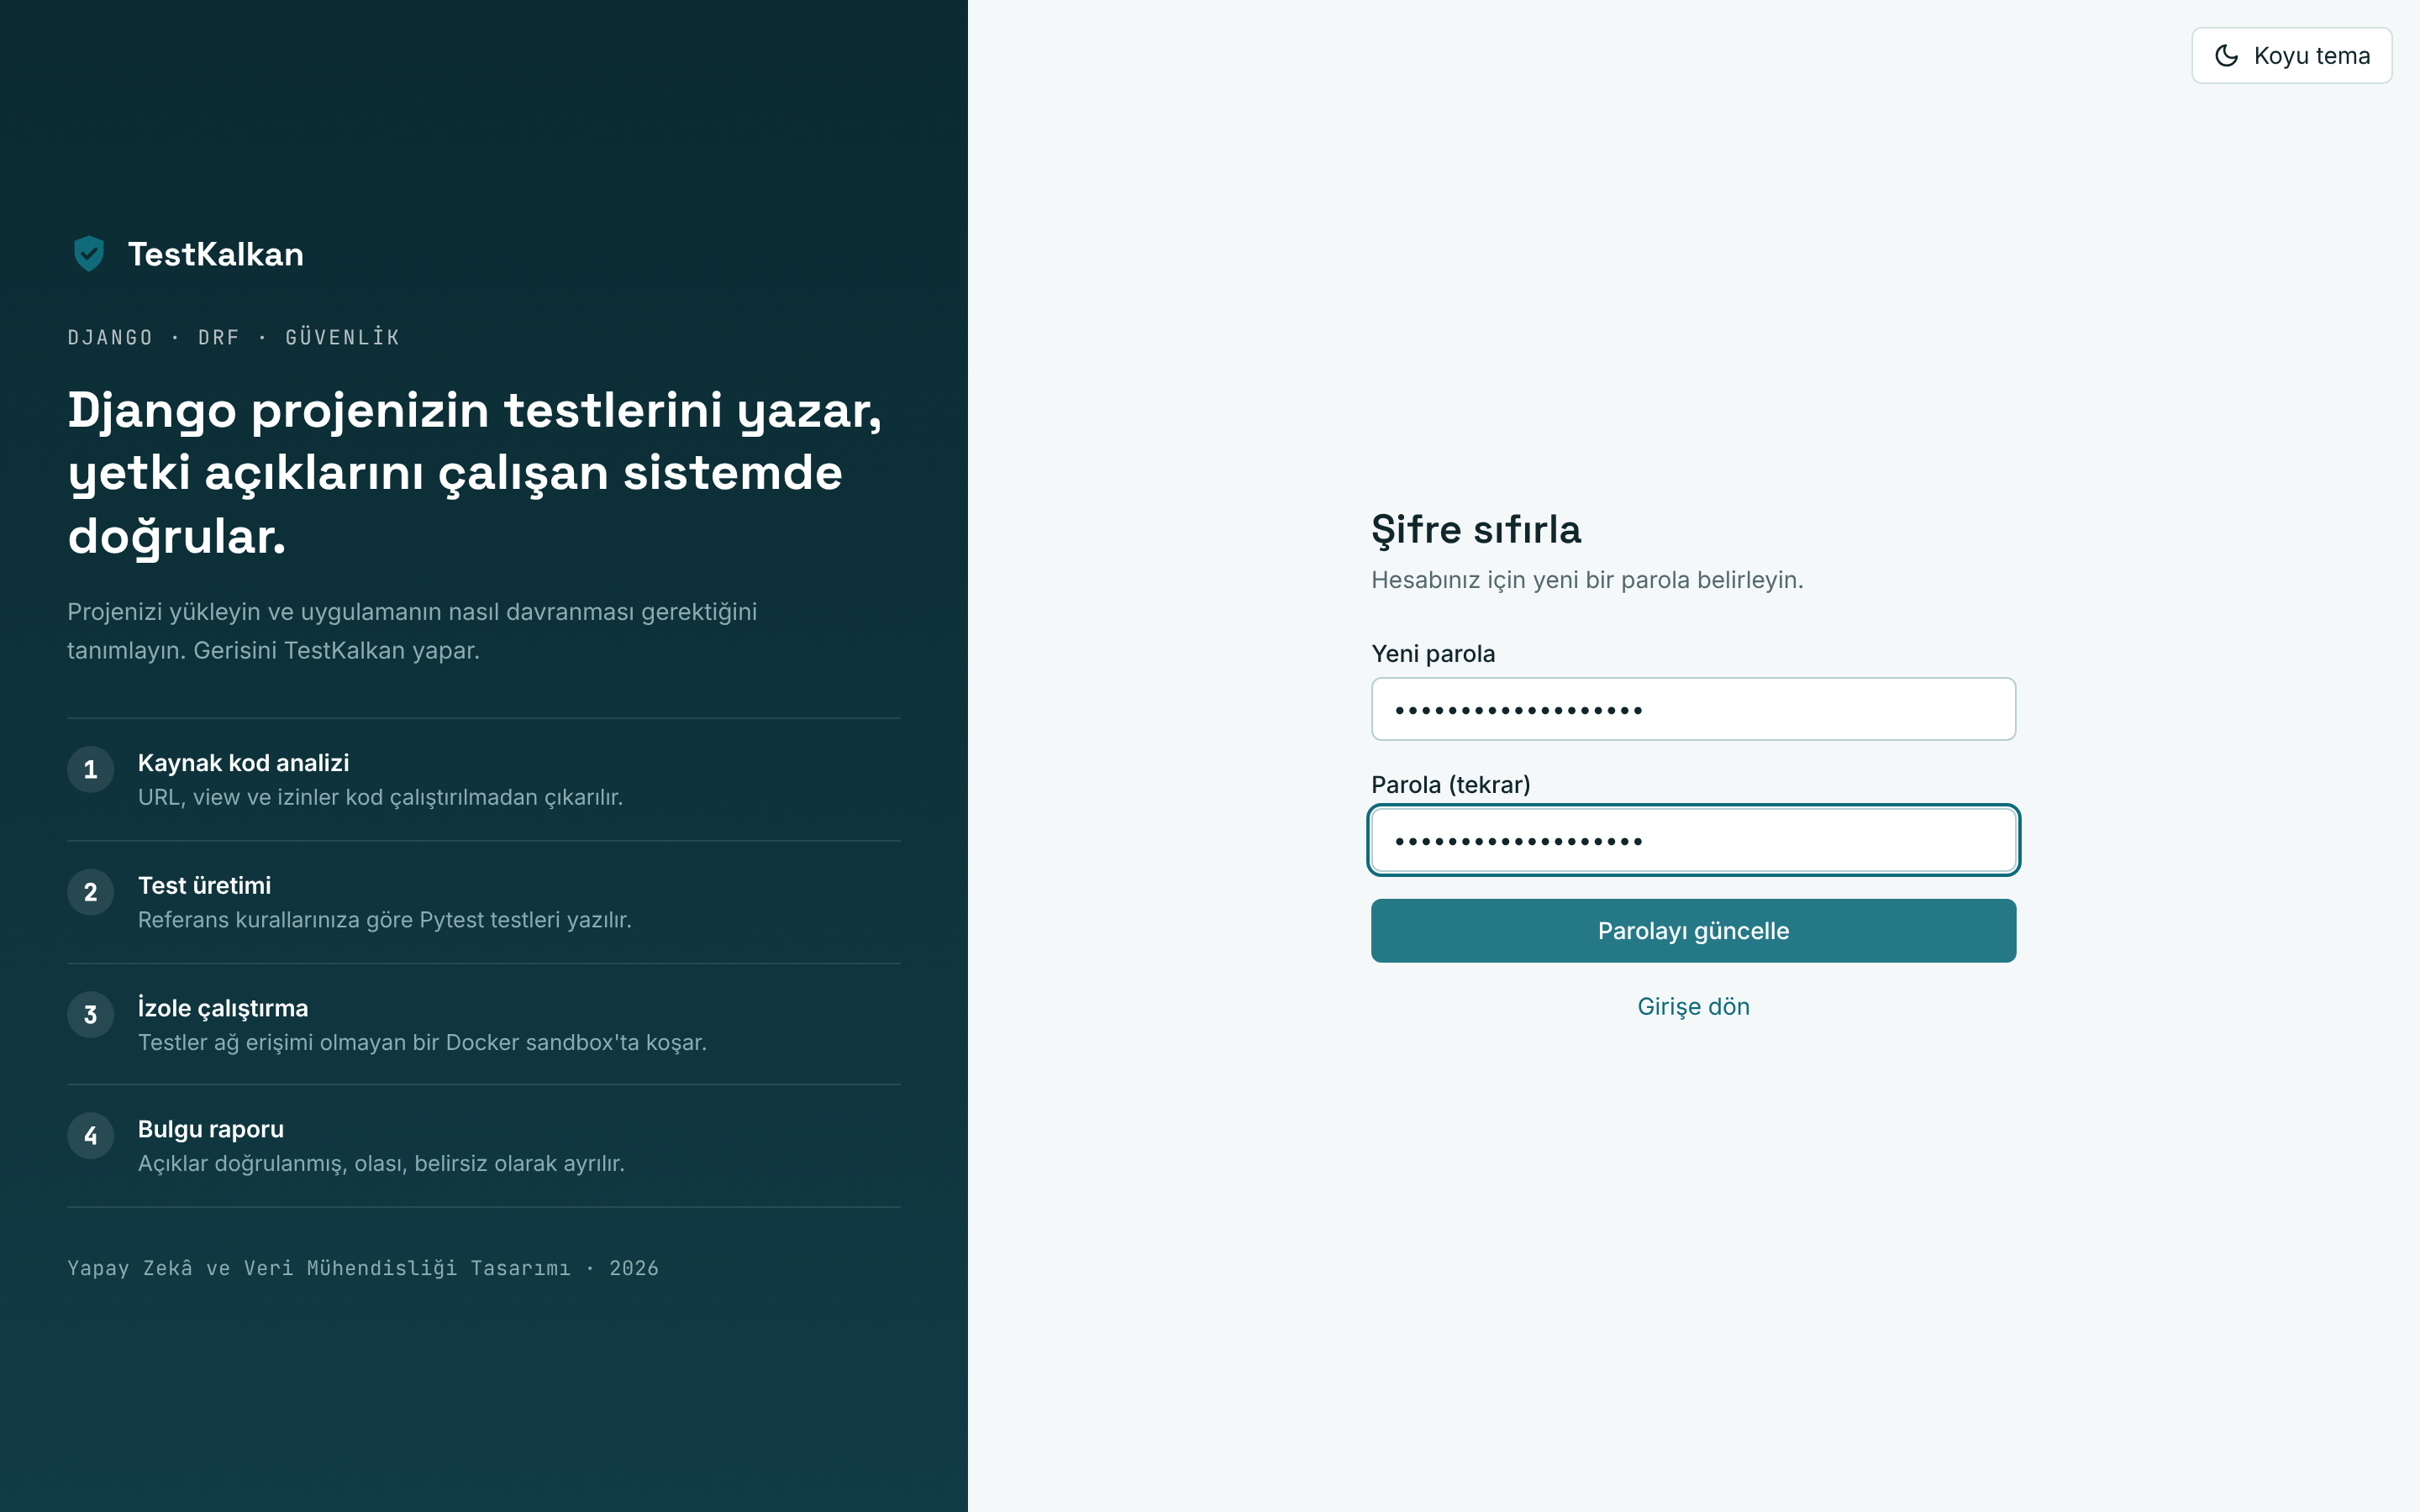 TestKalkan
DJANGO · DRF · GÜVENLİK
Django projenizin testlerini yazar,
yetki açıklarını çalışan sistemde
doğrular.
Projenizi yükleyin ve uygulamanın nasıl davranması gerektiğini
tanımlayın. Gerisini TestKalkan yapar.
1
Kaynak kod analizi
URL, view ve izinler kod çalıştırılmadan çıkarılır.
2
Test üretimi
Referans kurallarınıza göre Pytest testleri yazılır.
3
İzole çalıştırma
Testler ağ erişimi olmayan bir Docker sandbox'ta koşar.
4
Bulgu raporu
Açıklar doğrulanmış, olası, belirsiz olarak ayrılır.
Yapay Zekâ ve Veri Mühendisliği Tasarımı · 2026
Koyu tema
Şifre sıfırla
Hesabınız için yeni bir parola belirleyin.
Yeni parola
•••••••••••••••••••
Parola (tekrar)
•••••••••••••••••••
Parolayı güncelle
Girişe dön